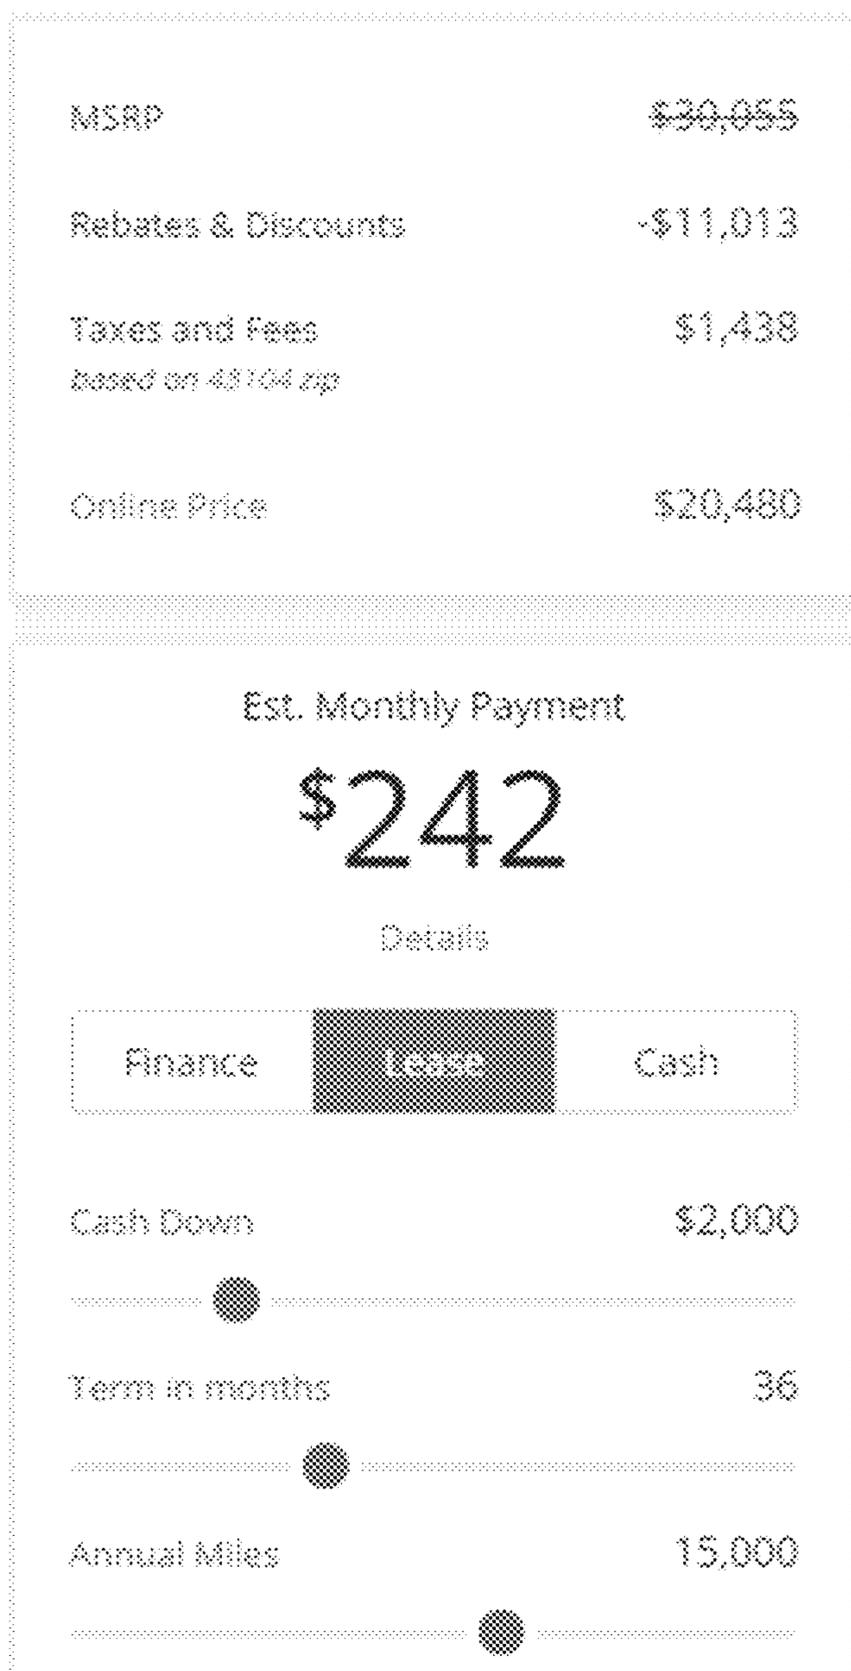 MSRP $30,055
Rebates & Discounts -$11,013
Taxes and Fees $1,438
based on 48104 zip
Online Price $20,480
Est. Monthly Payment
$242
Details
Finance Lease Cash
Cash Down $2,000
Term in months 36
Annual Miles 15,000